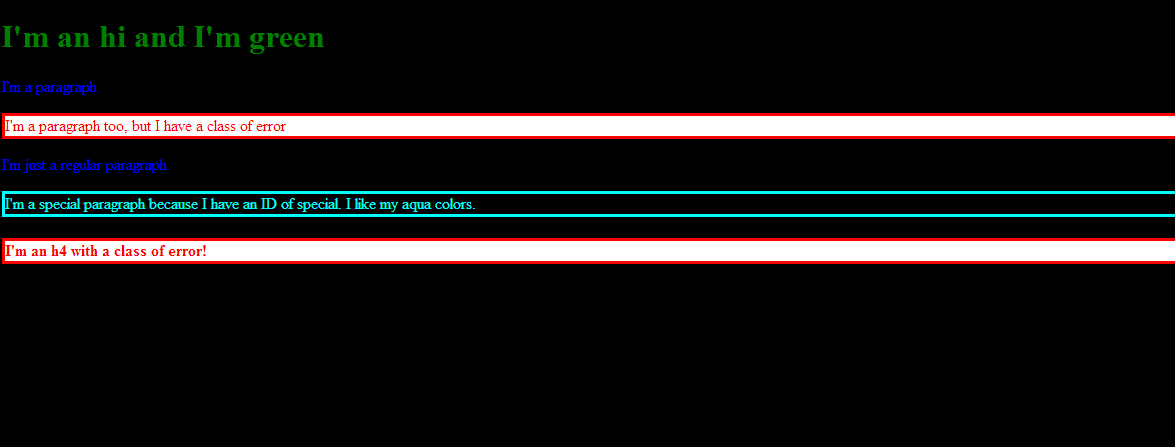 I'm an hi and I'm green
I'm a paragraph
I'm a paragraph too, but I have a class of error
I'm just a regular paragraph
I'm a special paragraph because I have an ID of special. I like my aqua colors.
I'm an h4 with a class of error!